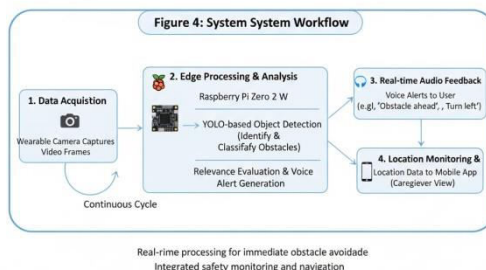 Figure 4: System System Workflow
1. Data Acquistion
Wearable Camera Captures
Video Frames
Continuous Cycle
2. Edge Processing & Analysis
Raspberry Pi Zero 2 W
YOLO-based Object Detection
(Identify &
Classifafy Obstacles)
Relevance Evaluation & Voice
Alert Generation
3. Real-time Audio Feedback
Voice Alerts to User
(e.gl, 'Obstacle ahead', , Turn left')
4. Location Monitoring &
Location Data to Mobile App
(Caregiever View)
Real-rime processing for immediate obstacle avoidade
Integrated safety monitoring and navigation